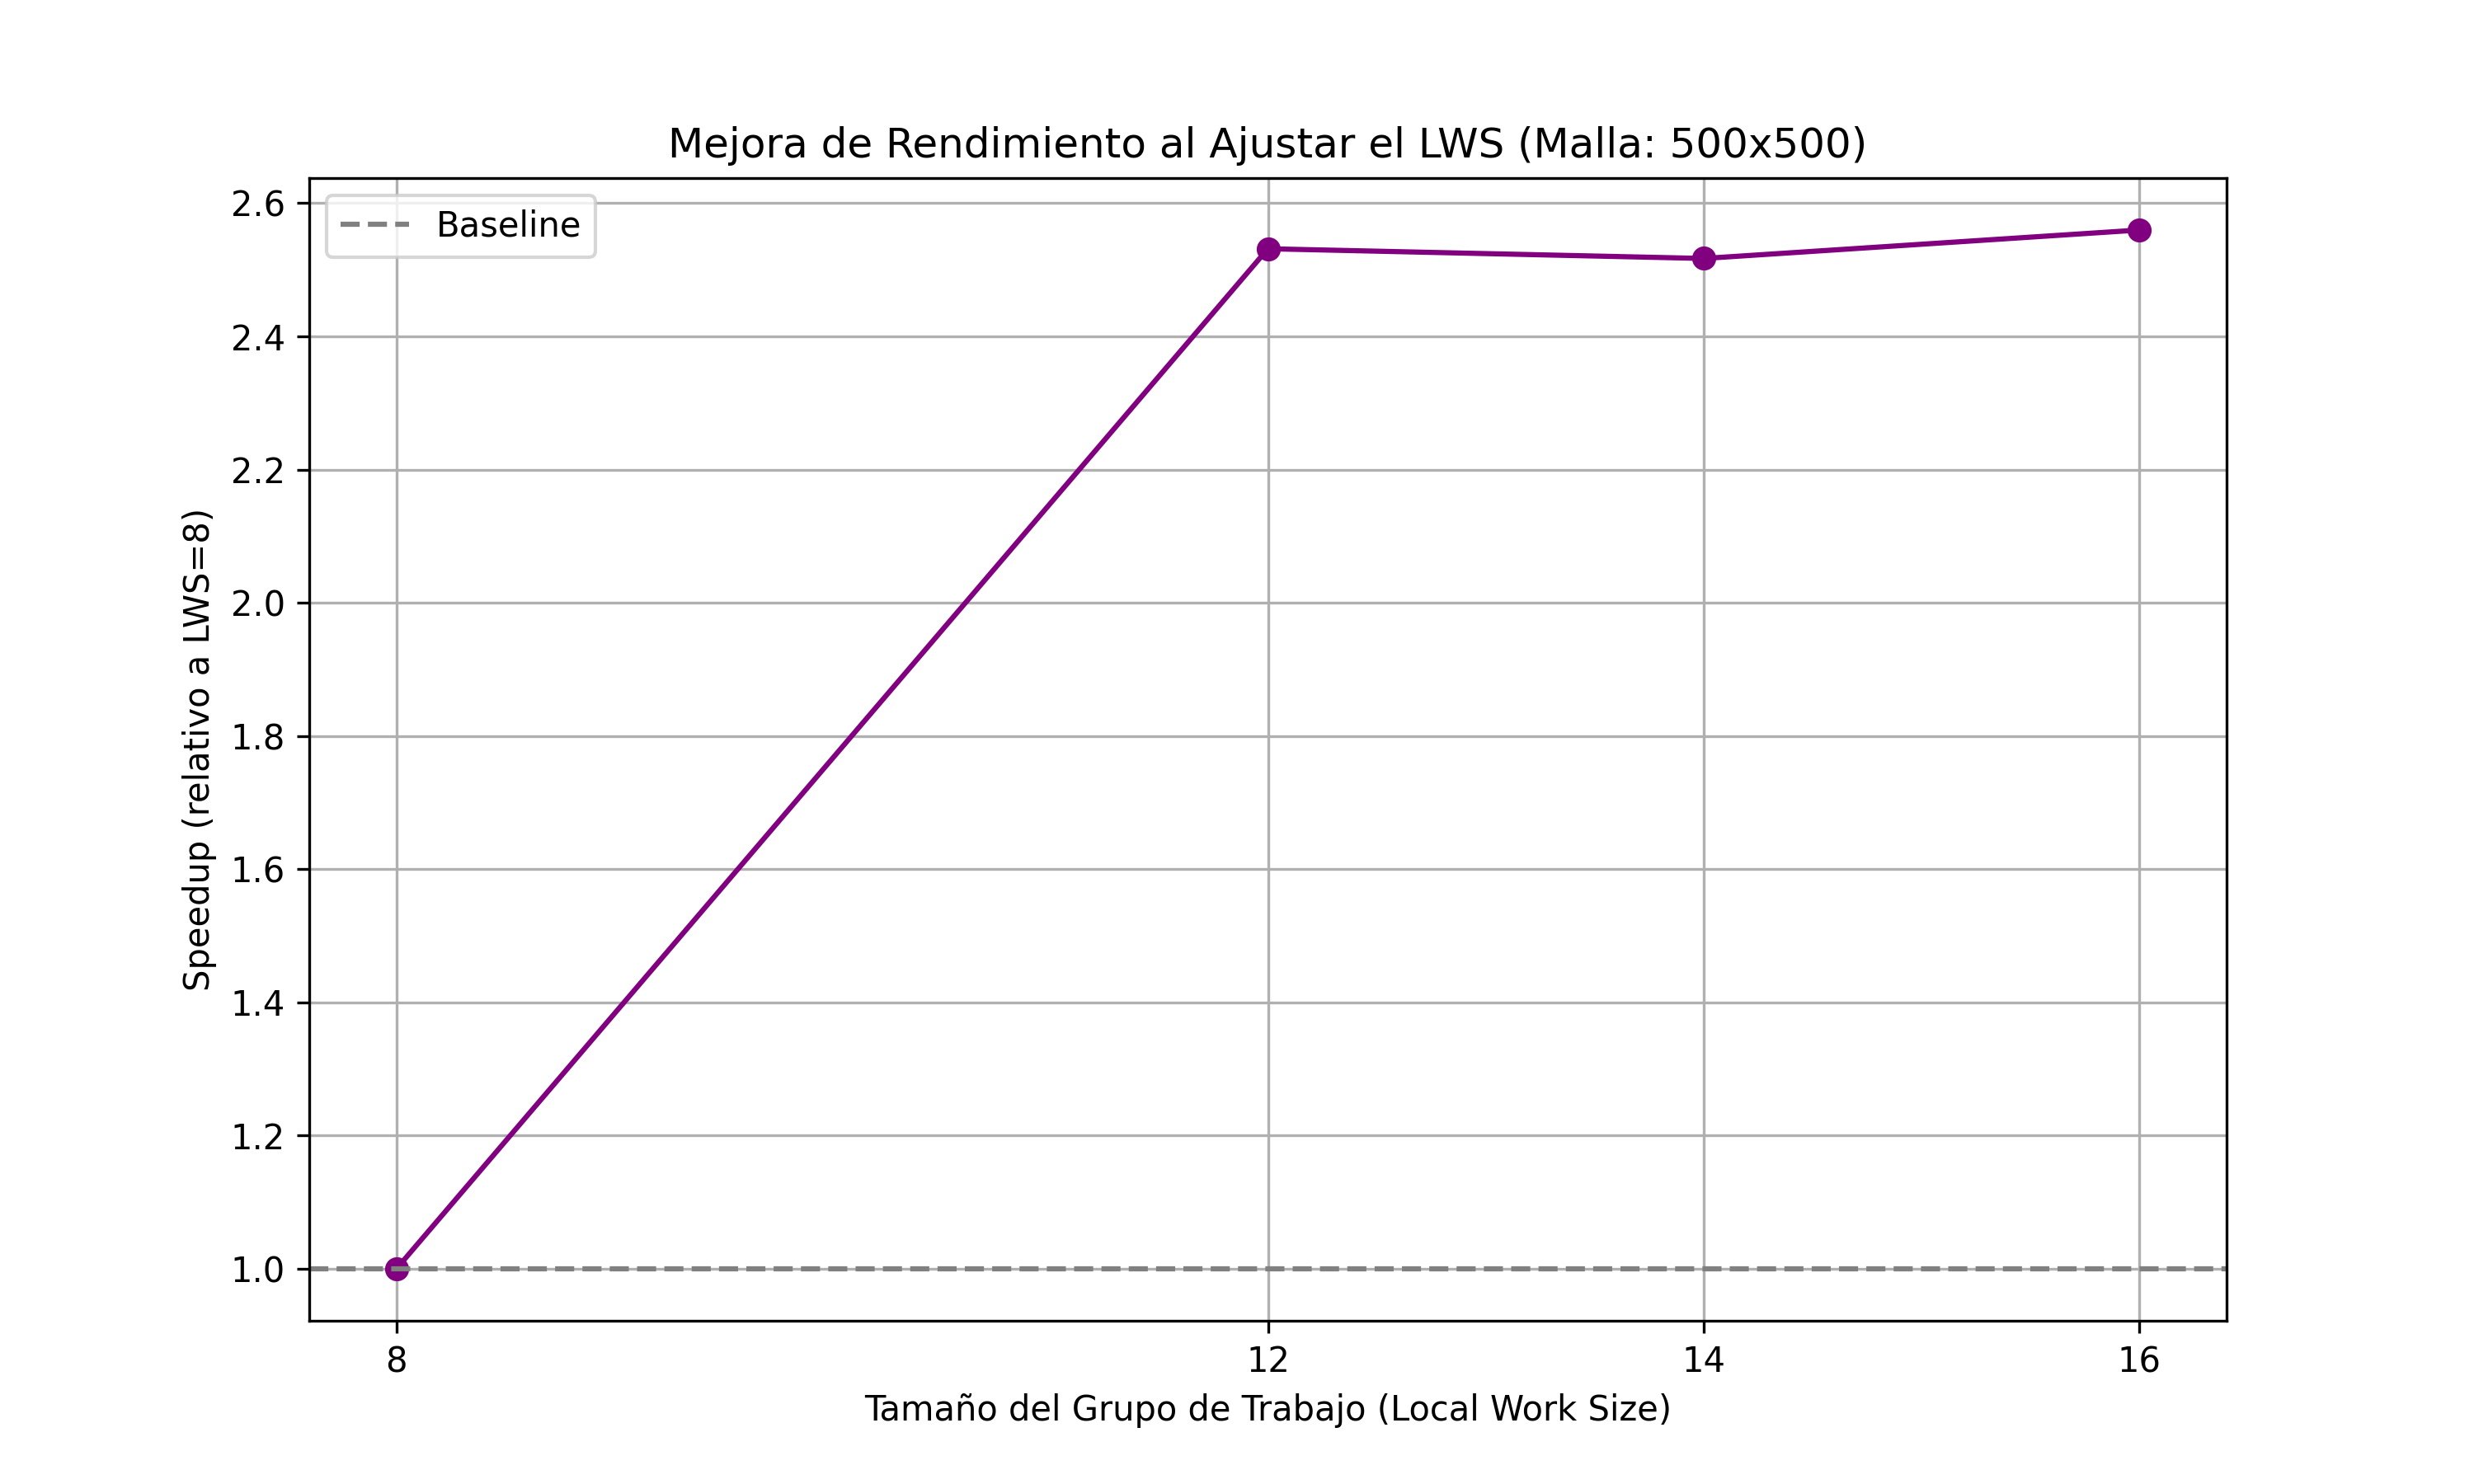 Mejora de Rendimiento al Ajustar el LWS (Malla: 500x500)
Baseline
2.6
2.4
2.2
2.0
1.8
1.6
1.4
1.2
1.0
Speedup (relativo a LWS=8)
8 12 14 16
Tamaño del Grupo de Trabajo (Local Work Size)